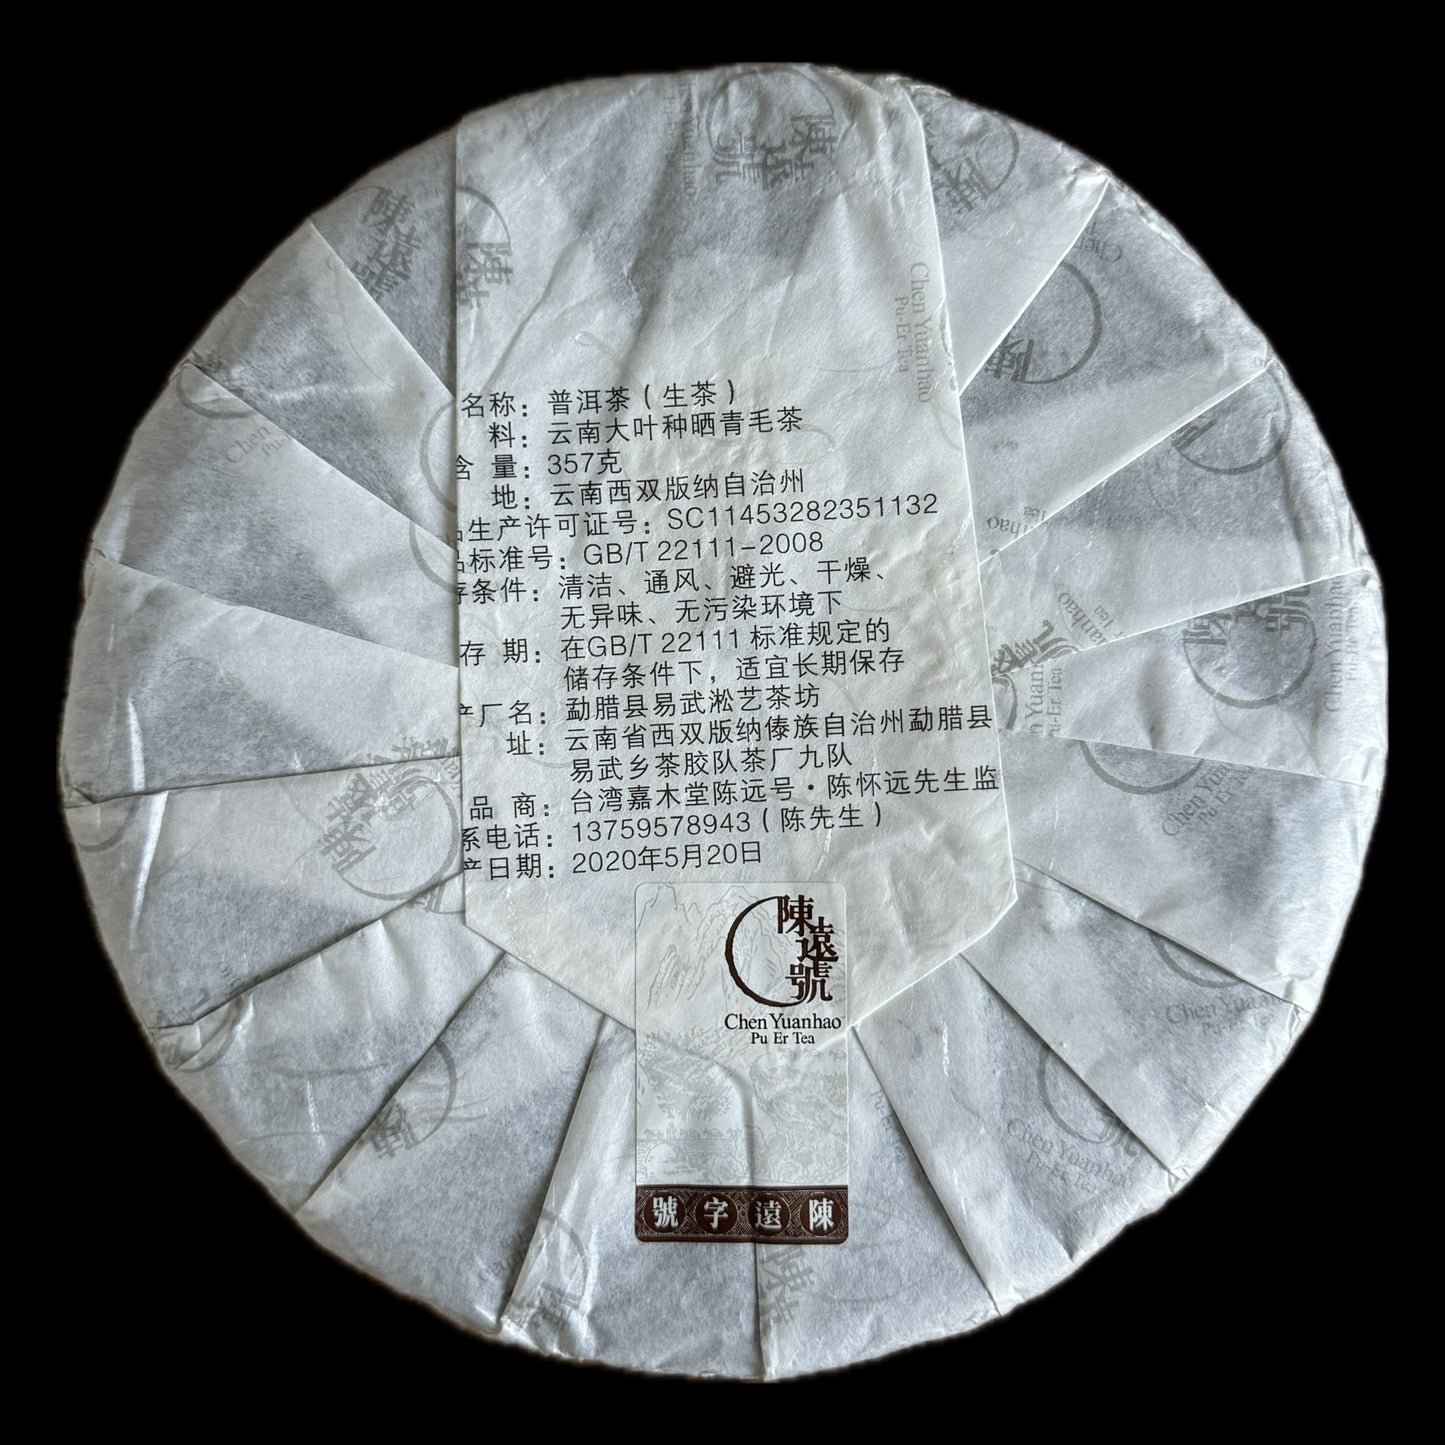 名称：普洱茶（生茶）
料：云南大叶种晒青毛茶
含 量：357克
地：云南西双版纳自治州
品生产许可证号：SC11453282351132
品标准号：GB/T 22111-2008
存条件：清洁、通风、避光、干燥、
无异味、无污染环境下
存 期：在GB/T 22111 标准规定的
储存条件下，适宜长期保存
产厂名：勐腊县易武淞艺茶坊
址：云南省西双版纳傣族自治州勐腊县
易武乡茶胶队茶厂九队
品 商：台湾嘉木堂陈远号·陈怀远先生监
系电话：13759578943（陈先生）
产日期：2020年5月20日
陳遠號
Chen Yuanhao
Pu Er Tea
號字遠陳
Chen Yuanhao
Pu-Er Tea